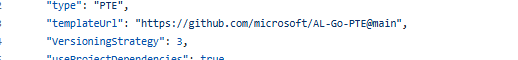 "type": "PTE",
"templateUrl": "https://github.com/microsoft/AL-Go-PTE@main",
"VersioningStrategy": 3,
"useProjectDependencies": true